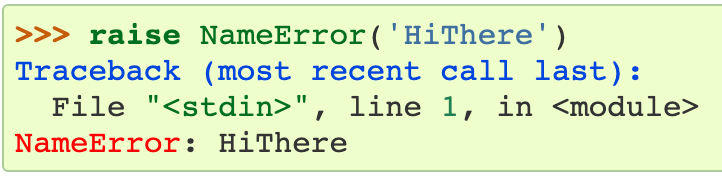 >>> raise NameError('HiThere')
Traceback (most recent call last):
  File "<stdin>", line 1, in <module>
NameError: HiThere